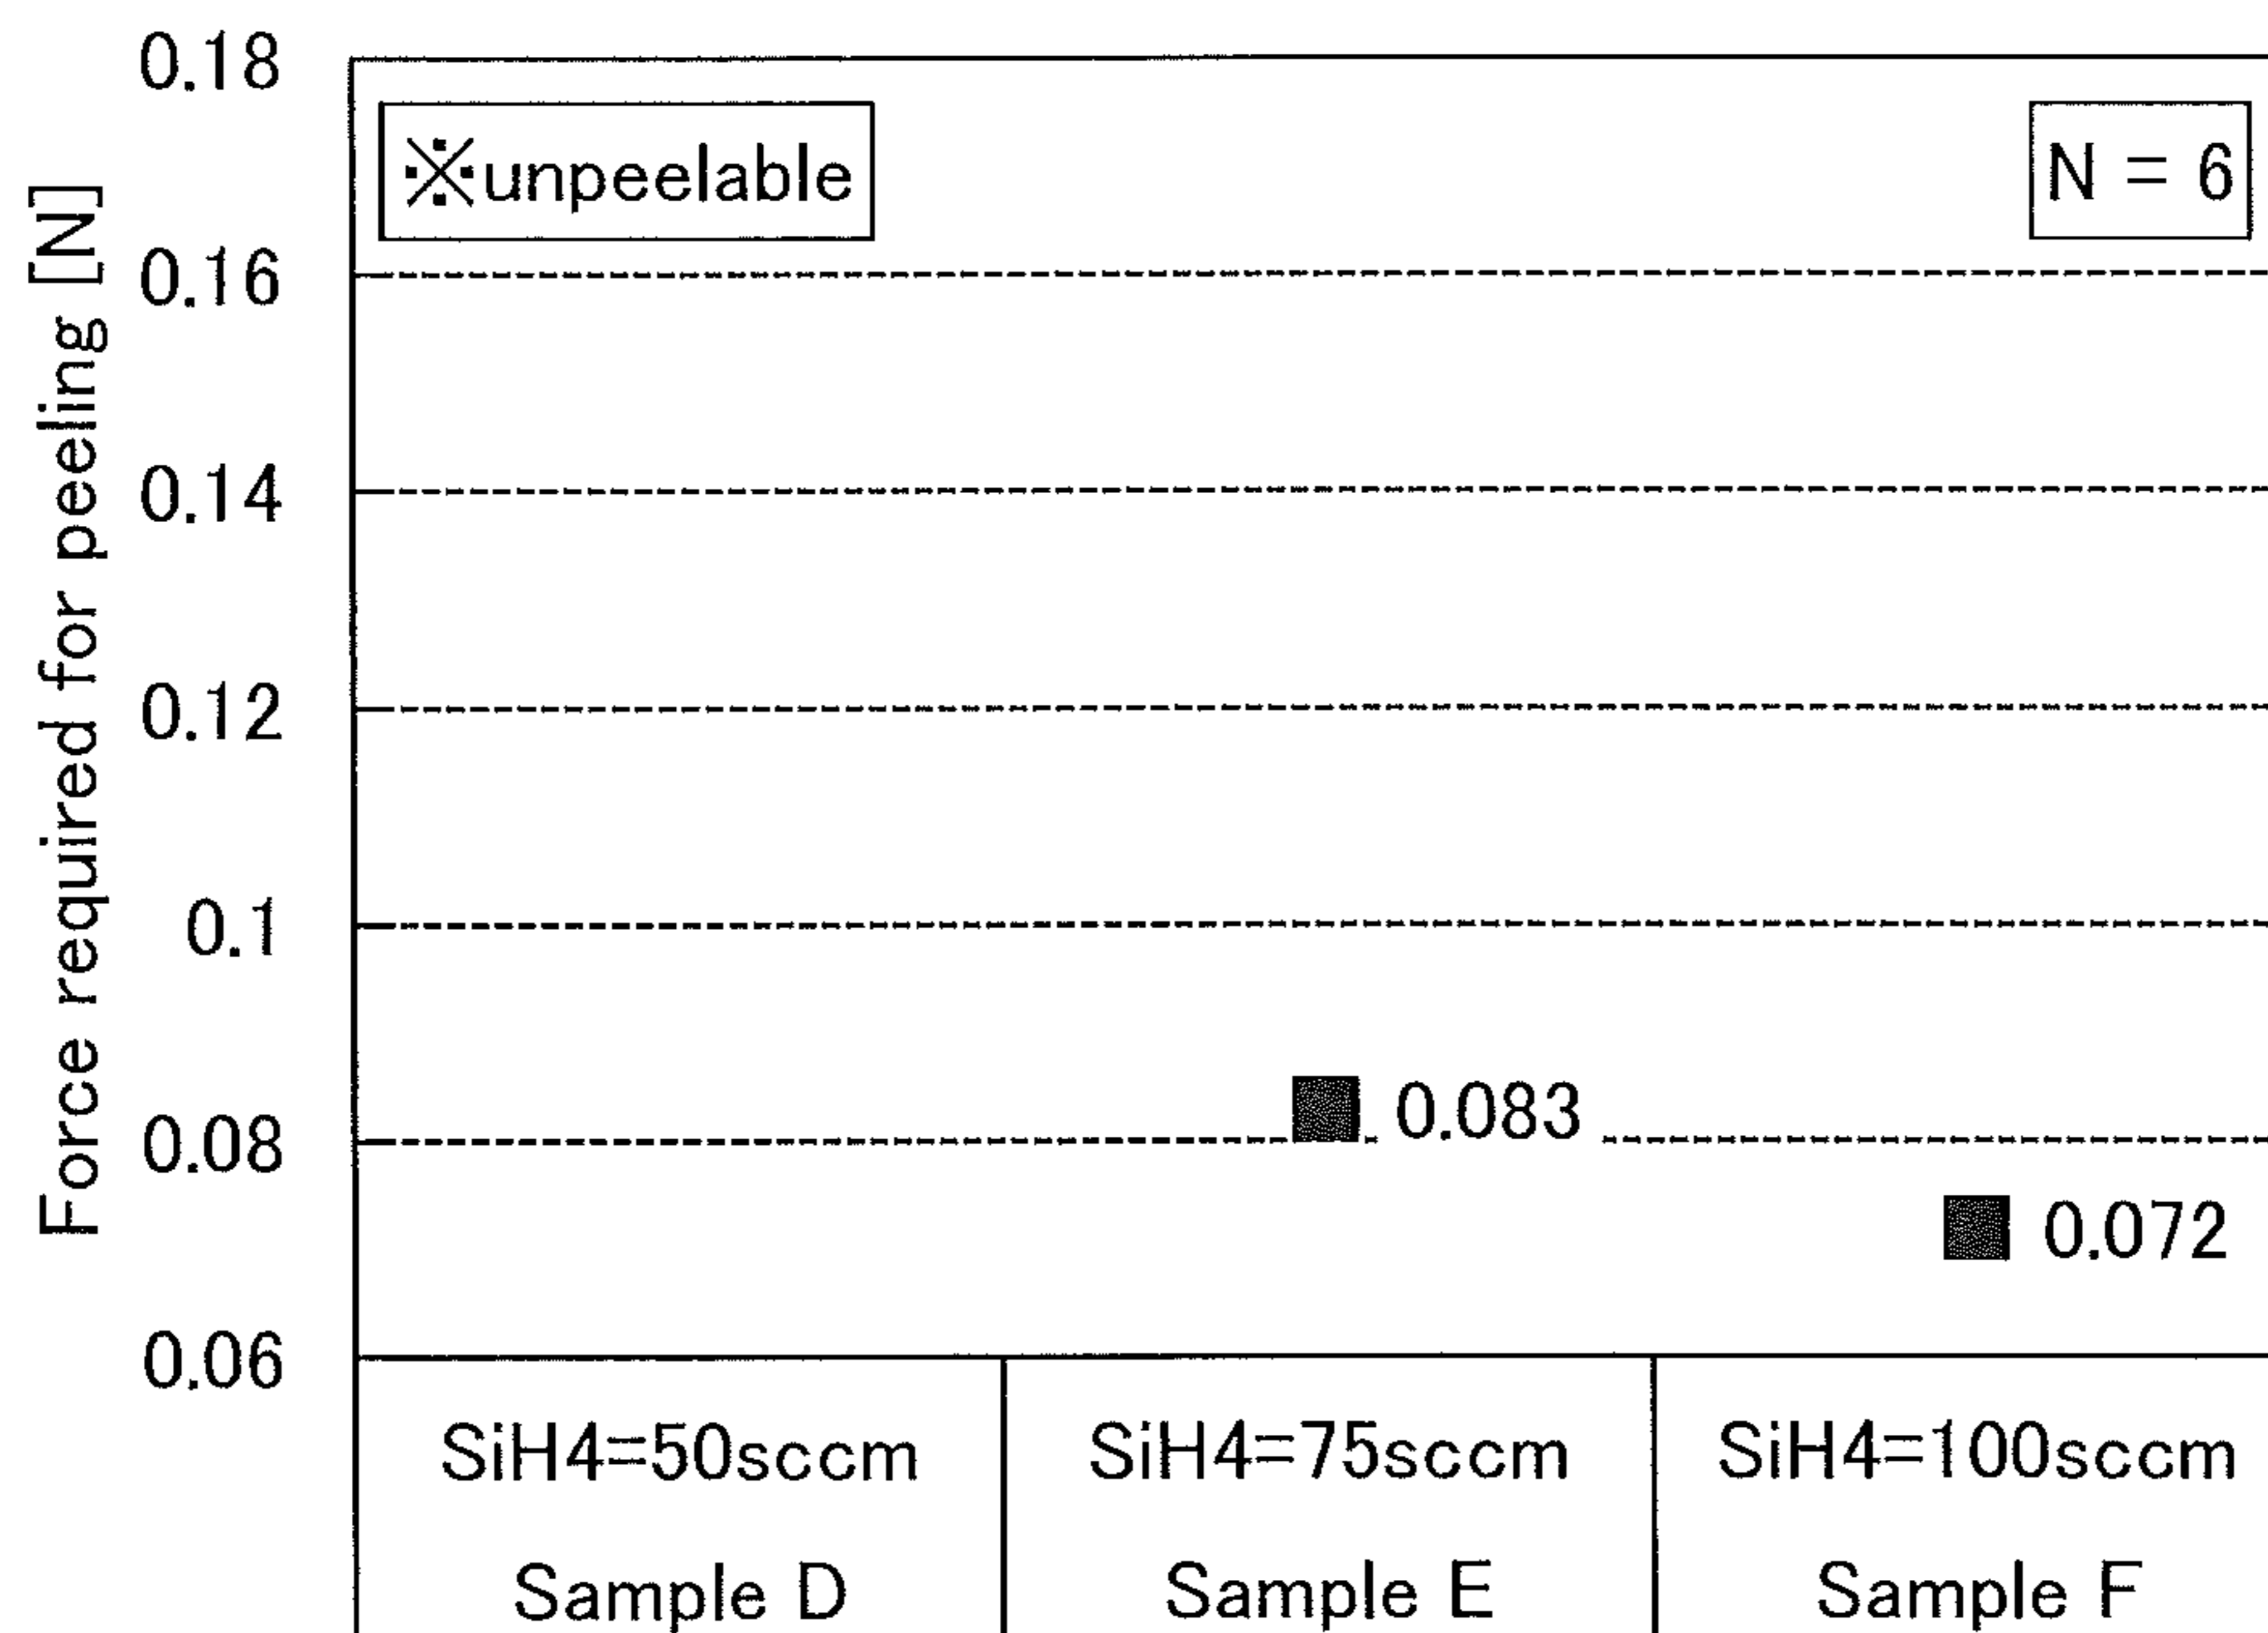 Force required for peeling [N]
0.18
0.16
0.14
0.12
0.1
0.08
0.06
※unpeelable
N = 6
0.083
0.072
SiH4=50sccm
Sample D
SiH4=75sccm
Sample E
SiH4=100sccm
Sample F